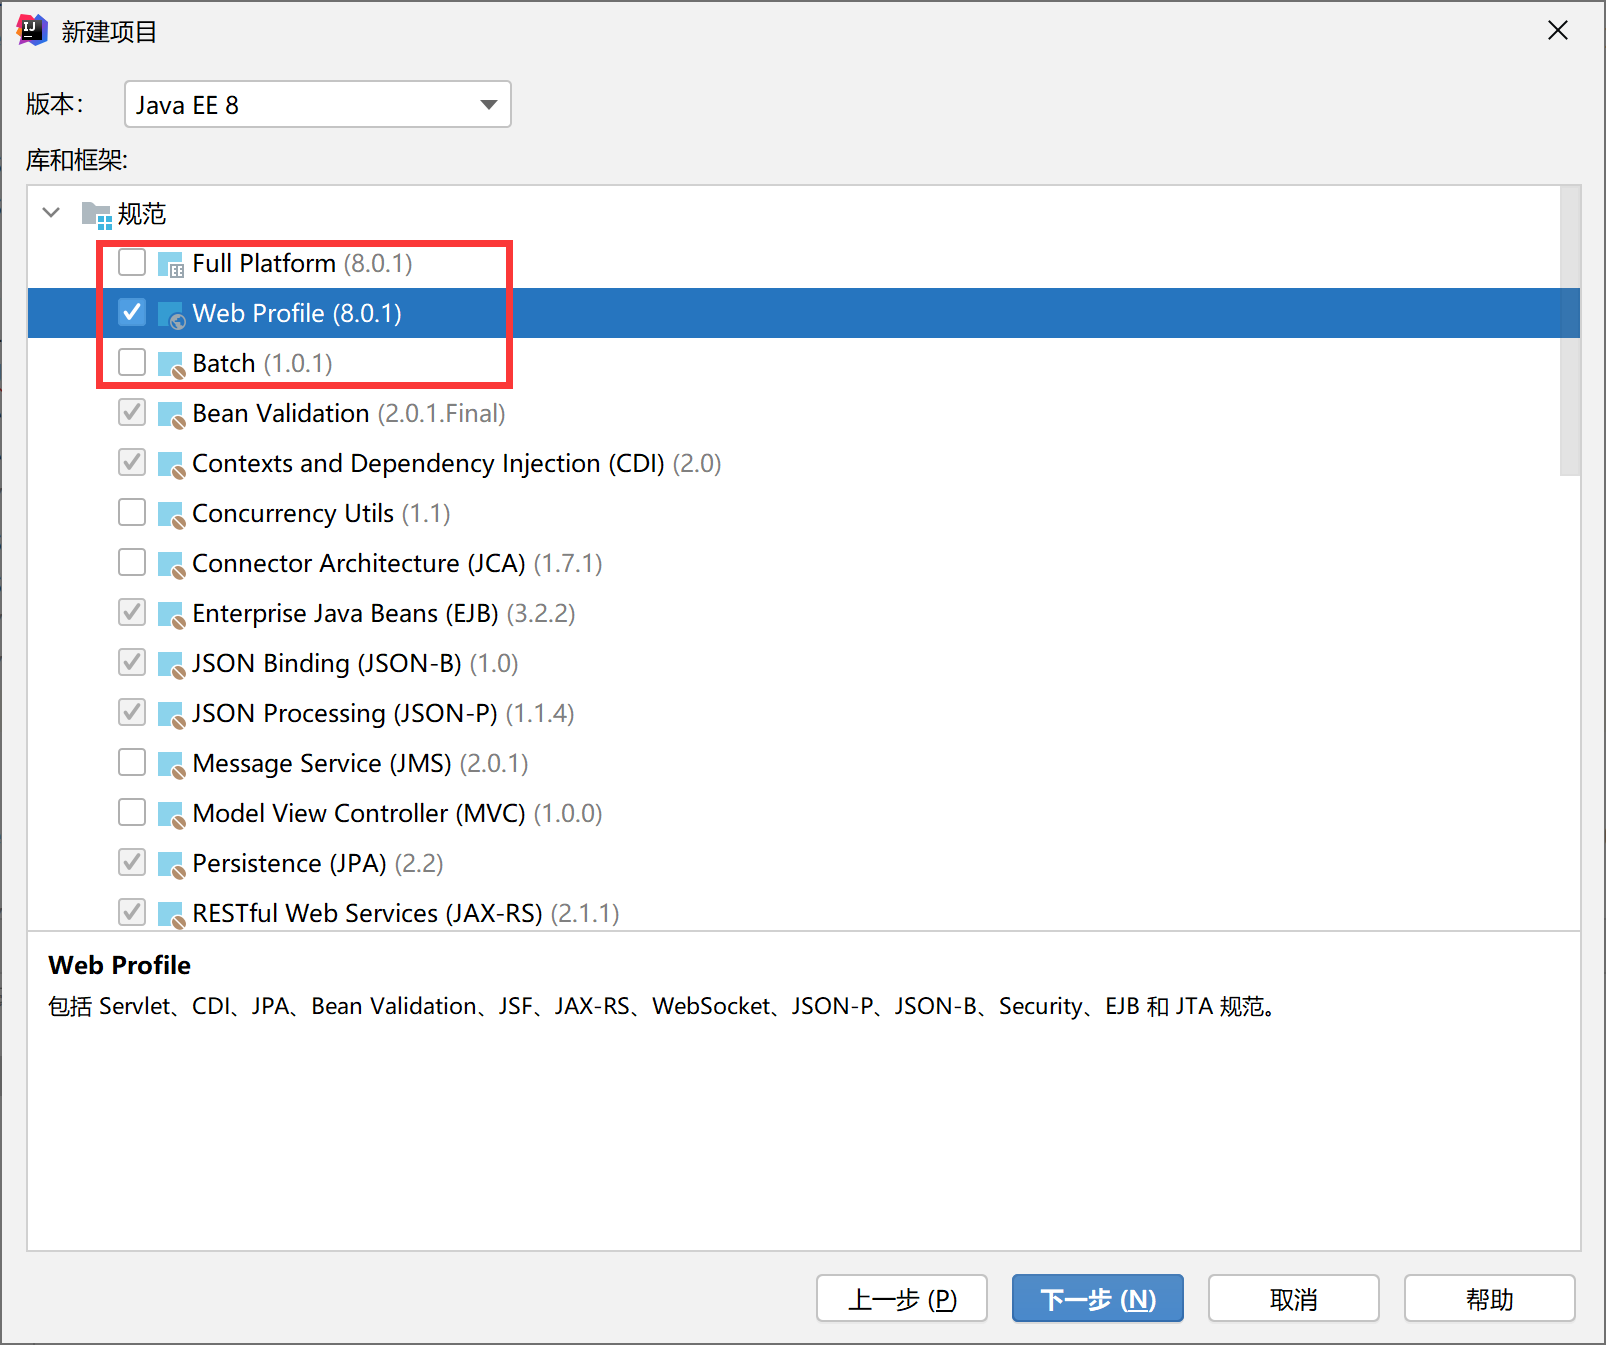 新建项目
版本：
Java EE 8
库和框架:
规范
Full Platform (8.0.1)
Web Profile (8.0.1)
Batch (1.0.1)
Bean Validation (2.0.1.Final)
Contexts and Dependency Injection (CDI) (2.0)
Concurrency Utils (1.1)
Connector Architecture (JCA) (1.7.1)
Enterprise Java Beans (EJB) (3.2.2)
JSON Binding (JSON-B) (1.0)
JSON Processing (JSON-P) (1.1.4)
Message Service (JMS) (2.0.1)
Model View Controller (MVC) (1.0.0)
Persistence (JPA) (2.2)
RESTful Web Services (JAX-RS) (2.1.1)
Web Profile
包括 Servlet、CDI、JPA、Bean Validation、JSF、JAX-RS、WebSocket、JSON-P、JSON-B、Security、EJB 和 JTA 规范。
上一步 (P)
下一步 (N)
取消
帮助